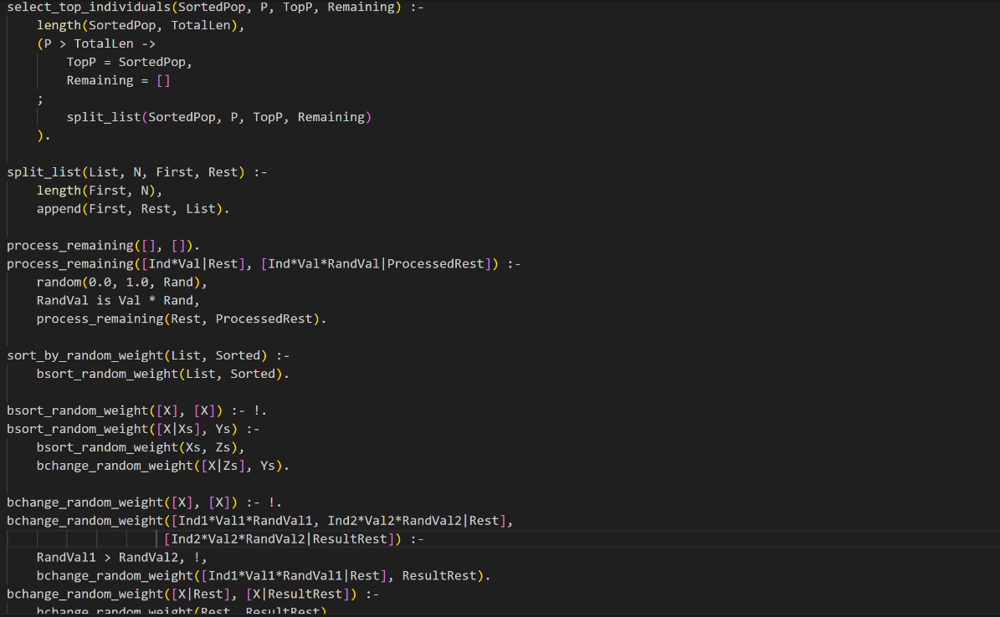 select_top_individuals(SortedPop, P, TopP, Remaining) :-
    length(SortedPop, TotalLen),
    (P > TotalLen ->
        TopP = SortedPop,
        Remaining = []
    ;
        split_list(SortedPop, P, TopP, Remaining)
    ).

split_list(List, N, First, Rest) :-
    length(First, N),
    append(First, Rest, List).

process_remaining([], []).
process_remaining([Ind*Val|Rest], [Ind*Val*RandVal|ProcessedRest]) :-
    random(0.0, 1.0, Rand),
    RandVal is Val * Rand,
    process_remaining(Rest, ProcessedRest).

sort_by_random_weight(List, Sorted) :-
    bsort_random_weight(List, Sorted).

bsort_random_weight([X], [X]) :- !.
bsort_random_weight([X|Xs], Ys) :-
    bsort_random_weight(Xs, Zs),
    bchange_random_weight([X|Zs], Ys).

bchange_random_weight([X], [X]) :- !.
bchange_random_weight([Ind1*Val1*RandVal1, Ind2*Val2*RandVal2|Rest],
                     [Ind2*Val2*RandVal2|ResultRest]) :-
    RandVal1 > RandVal2, !,
    bchange_random_weight([Ind1*Val1*RandVal1|Rest], ResultRest).
bchange_random_weight([X|Rest], [X|ResultRest]) :-
    bchange_random_weight(Rest, ResultRest)